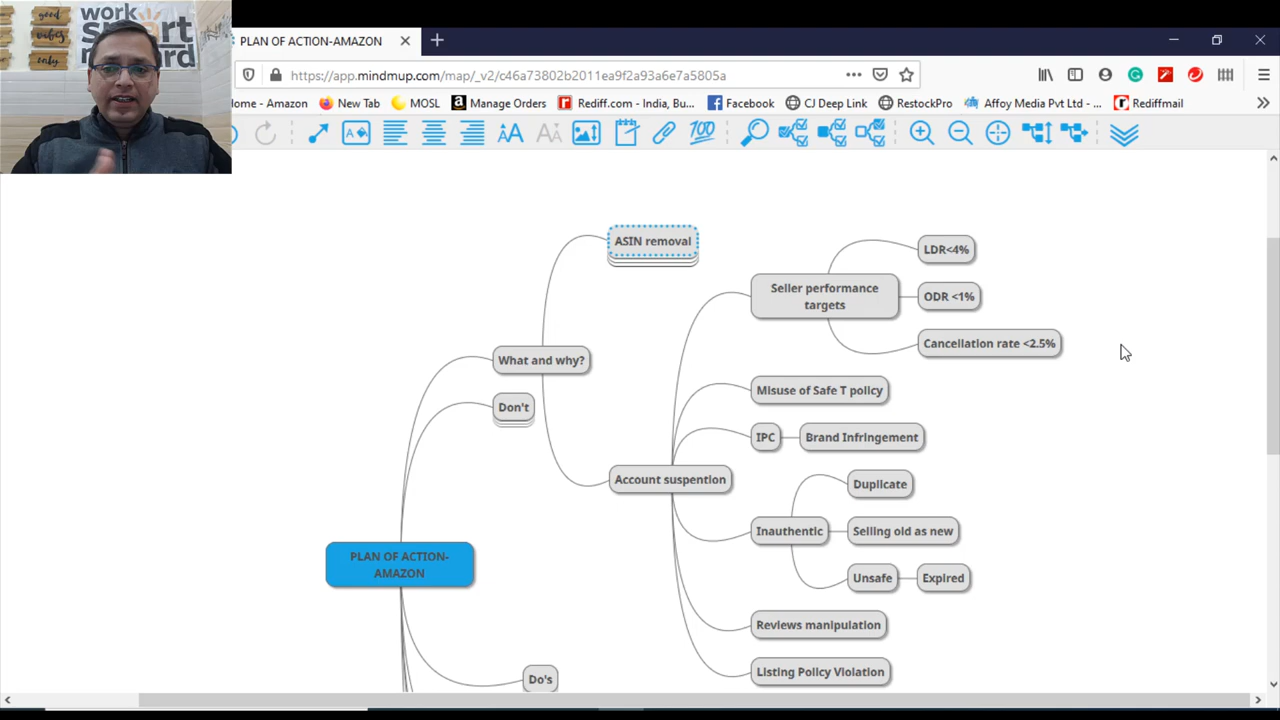 good
vibes
only
work
smart
PLAN OF ACTION-AMAZON
https://app.mindmup.com/map/_v2/c46a73802b2011ea9f2a93a6e7a5805a
Home - Amazon
New Tab
MOSL
Manage Orders
Rediff.com - India, Bu...
Facebook
CJ Deep Link
RestockPro
Affoy Media Pvt Ltd - ...
Rediffmail
AA
AA
100
ASIN removal
LDR<4%
Seller performance
targets
ODR <1%
Cancellation rate <2.5%
What and why?
Misuse of Safe T policy
Don't
IPC
Brand Infringement
Account suspention
Duplicate
Inauthentic
Selling old as new
PLAN OF ACTION-
AMAZON
Unsafe
Expired
Reviews manipulation
Listing Policy Violation
Do's